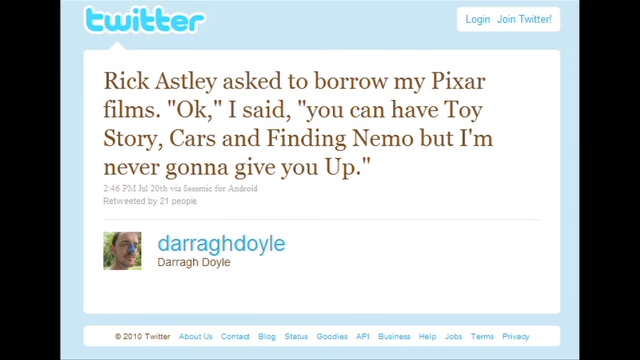 twitter
Login Join Twitter!
Rick Astley asked to borrow my Pixar
films. "Ok," I said, "you can have Toy
Story, Cars and Finding Nemo but I'm
never gonna give you Up."
2:46 PM Jul 20th via Seesmic for Android
Retweeted by 21 people
darraghdoyle
Darragh Doyle
© 2010 Twitter About Us Contact Blog Status Goodies API Business Help Jobs Terms Privacy